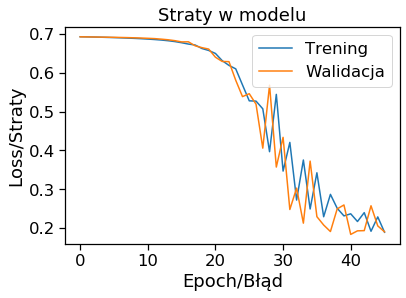 Straty w modelu
Trening
Walidacja
Loss/Straty
0.7
0.6
0.5
0.4
0.3
0.2
0 10 20 30 40
Epoch/Błąd